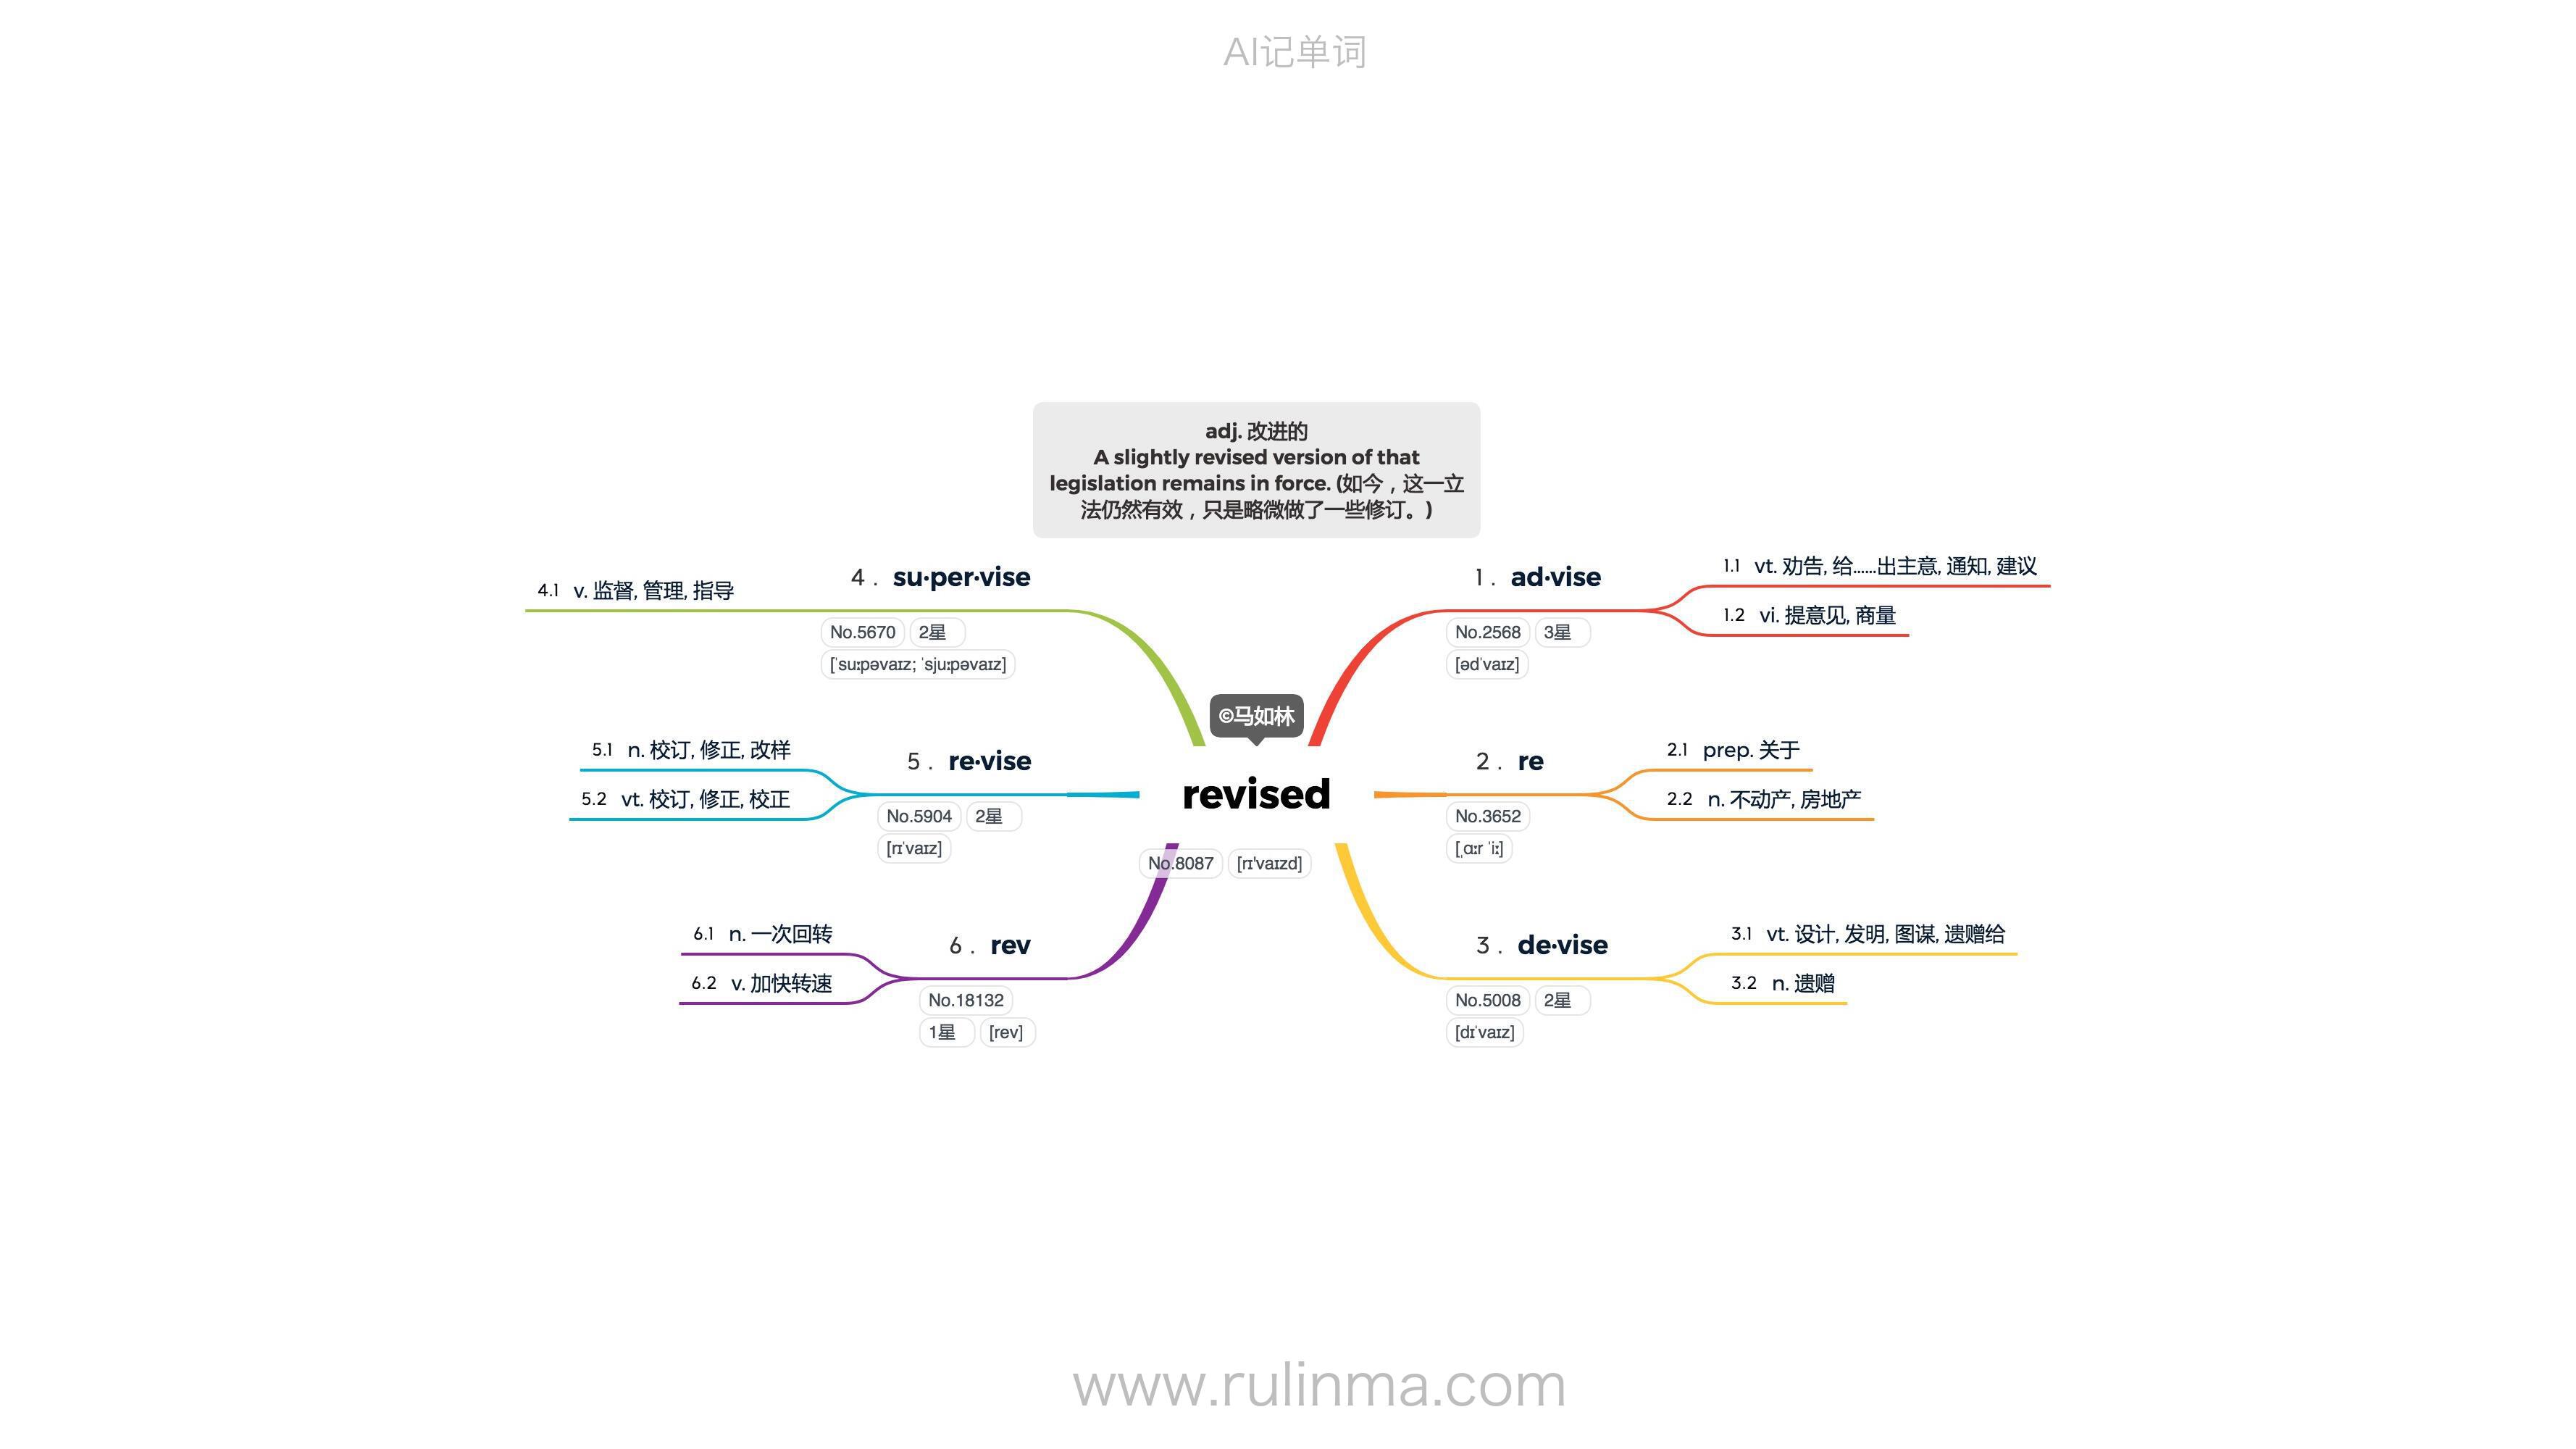 AI记单词
adj. 改进的
A slightly revised version of that
legislation remains in force. (如今，这一立
法仍然有效，只是略微做了一些修订。)
©马如林
revised
No.8087 [rɪ'vaɪzd]
1. ad·vise
No.2568 3星
[ədˈvaɪz]
1.1 vt. 劝告, 给......出主意, 通知, 建议
1.2 vi. 提意见, 商量
2. re
No.3652
[ˌɑːr ˈiː]
2.1 prep. 关于
2.2 n. 不动产, 房地产
3. de·vise
No.5008 2星
[dɪˈvaɪz]
3.1 vt. 设计, 发明, 图谋, 遗赠给
3.2 n. 遗赠
4. su·per·vise
No.5670 2星
[ˈsuːpəvaɪz; ˈsjuːpəvaɪz]
4.1 v. 监督, 管理, 指导
5. re·vise
No.5904 2星
[rɪˈvaɪz]
5.1 n. 校订, 修正, 改样
5.2 vt. 校订, 修正, 校正
6. rev
No.18132
1星 [rev]
6.1 n. 一次回转
6.2 v. 加快转速
www.rulinma.com